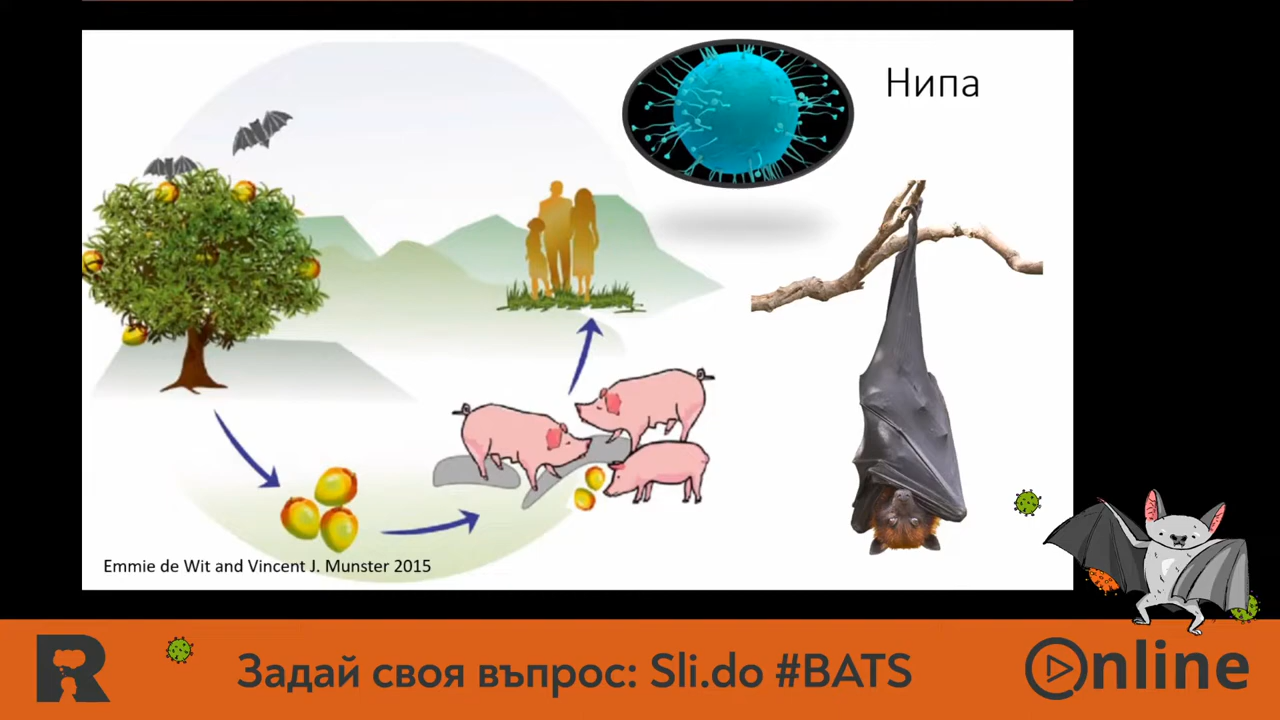 Нипа
Emmie de Wit and Vincent J. Munster 2015
R
Задай своя въпрос: Sli.do #BATS
Online